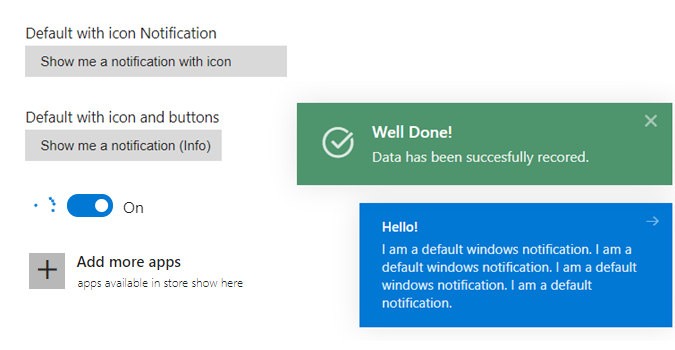 Default with icon Notification
Show me a notification with icon
Default with icon and buttons
Show me a notification (Info)
On
Add more apps
apps available in store show here
Well Done!
Data has been succesfully recored.
Hello!
I am a default windows notification. I am a
default windows notification. I am a default
windows notification. I am a default
notification.